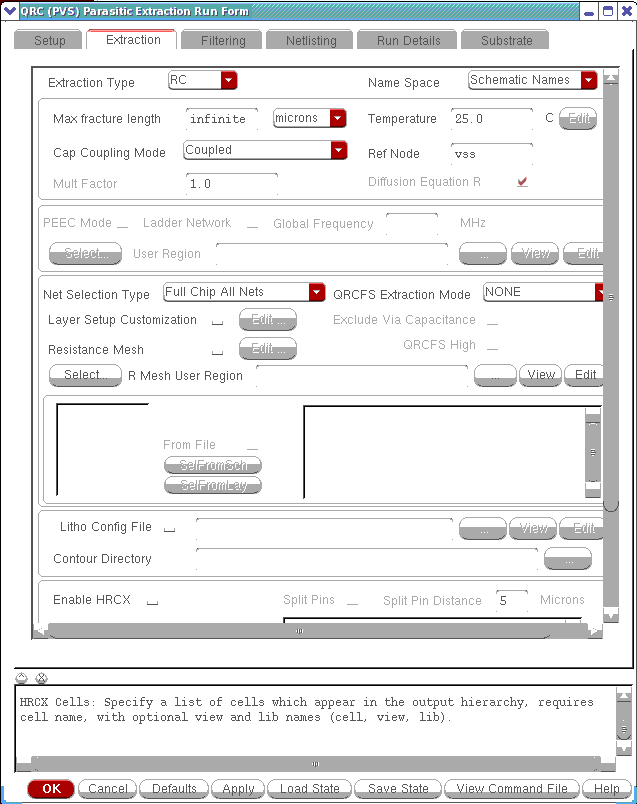 QRC (PVS) Parasitic Extraction Run Form
Setup Extraction Filtering Netlisting Run Details Substrate
Extraction Type RC Name Space Schematic Names
Max fracture length infinite microns Temperature 25.0 C Edit
Cap Coupling Mode Coupled Ref Node vss
Mult Factor 1.0 Diffusion Equation R
PEEC Mode Ladder Network Global Frequency MHz
Select... User Region ... View Edit
Net Selection Type Full Chip All Nets QRCFS Extraction Mode NONE
Layer Setup Customization Edit ... Exclude Via Capacitance
Resistance Mesh Edit ... QRCFS High
Select... R Mesh User Region ... View Edit
From File
SelFromSch
SelFromLay
Litho Config File ... View Edit
Contour Directory ...
Enable HRCX Split Pins Split Pin Distance 5 Microns
HRCX Cells: Specify a list of cells which appear in the output hierarchy, requires
cell name, with optional view and lib names (cell, view, lib).
OK Cancel Defaults Apply Load State Save State View Command File Help